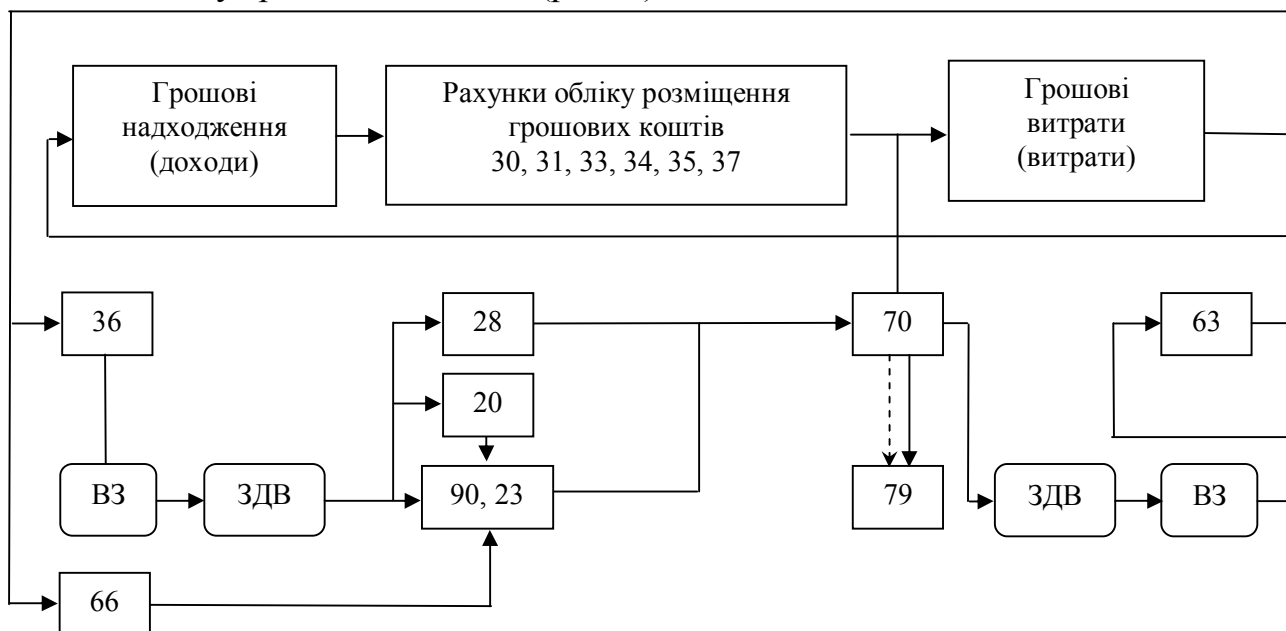 Грошові
надходження
(доходи)
Рахунки обліку розміщення
грошових коштів
30, 31, 33, 34, 35, 37
Грошові
витрати
(витрати)
36
28
70
63
20
ВЗ
ЗДВ
90, 23
79
ЗДВ
ВЗ
66